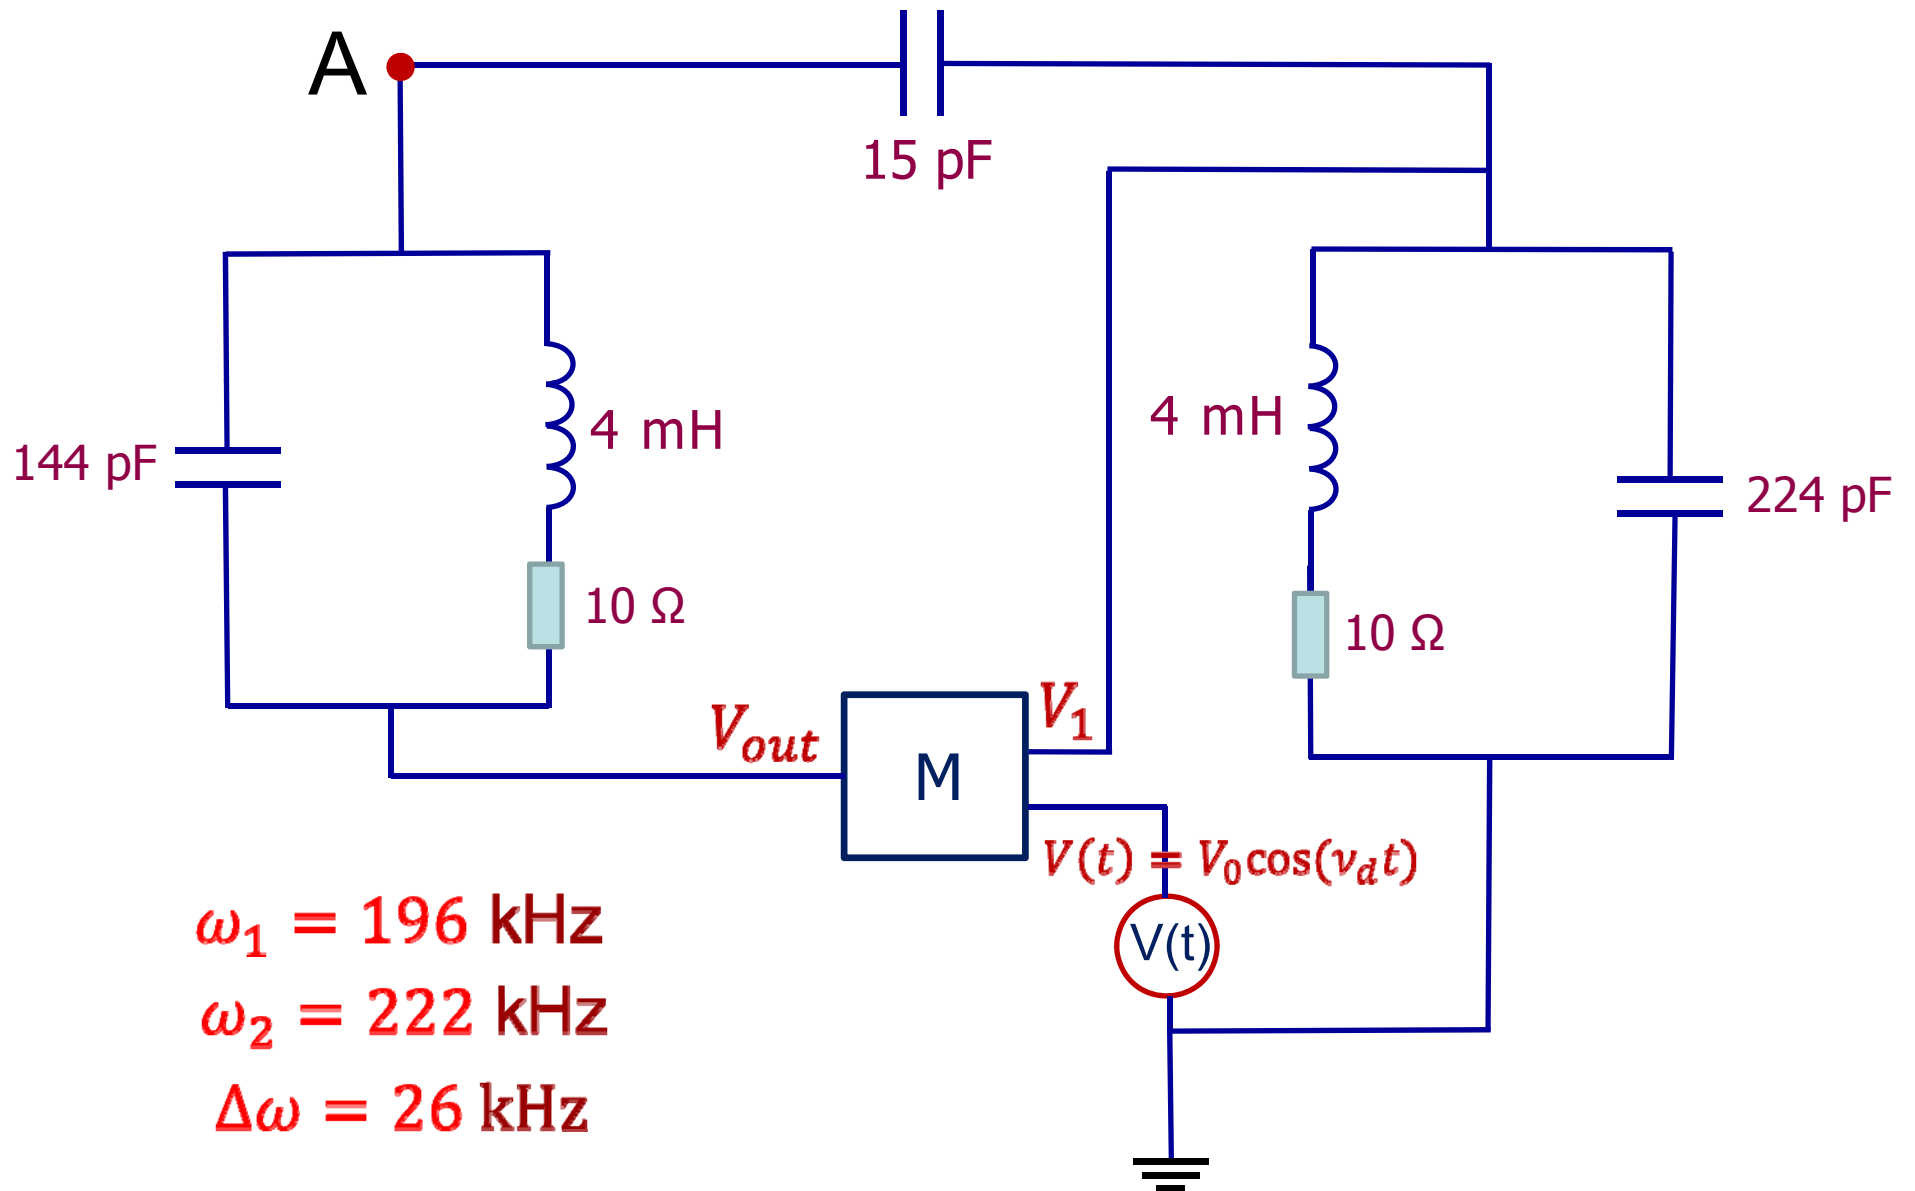 A
15 pF
144 pF
4 mH
10 Ω
4 mH
224 pF
10 Ω
V_out
M
V_1
V(t) = V_0cos(ν_d t)
V(t)
ω_1 = 196 kHz
ω_2 = 222 kHz
Δω = 26 kHz